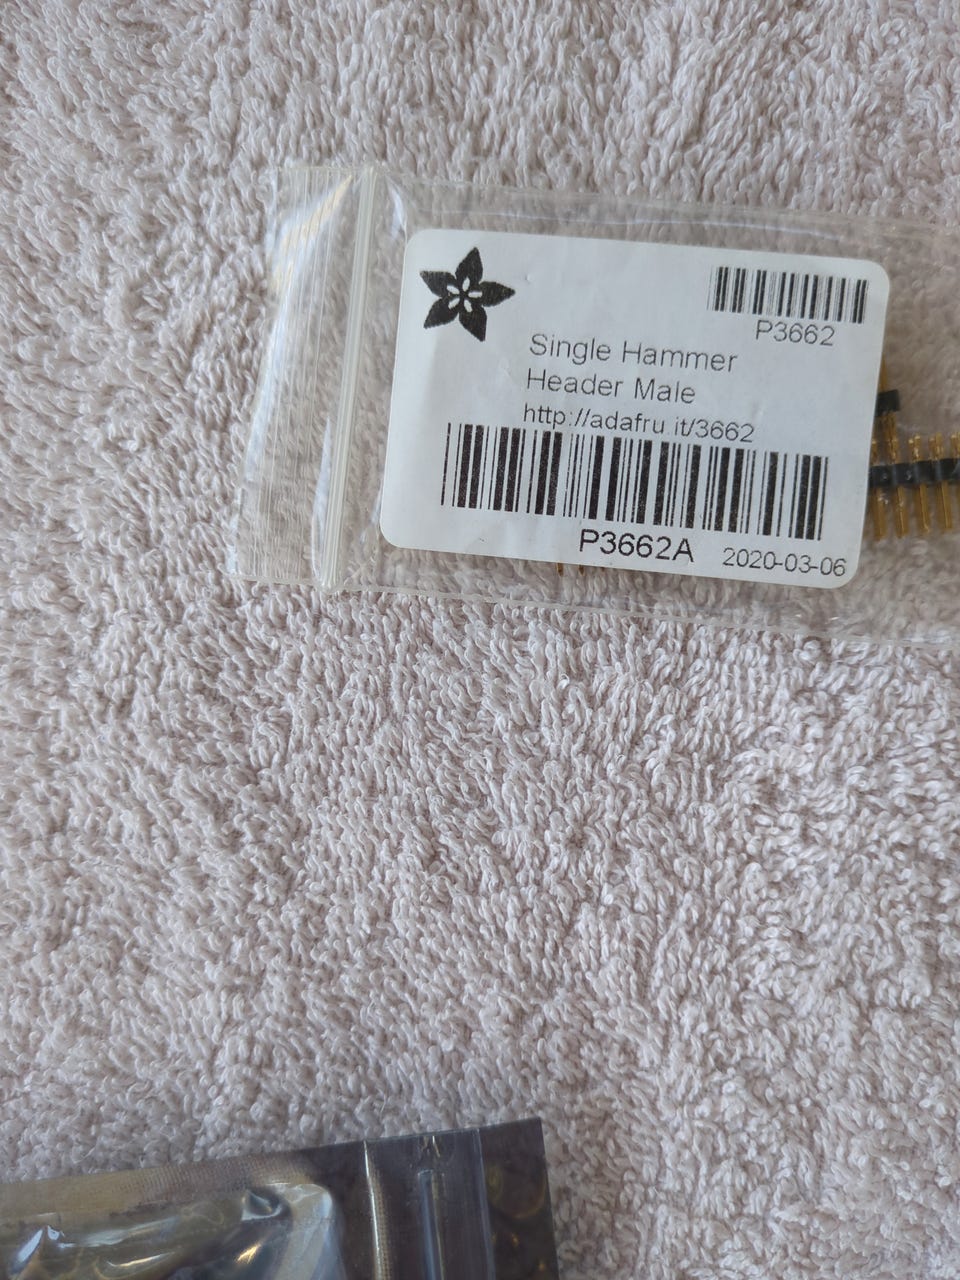 P3662
Single Hammer
Header Male
http://adafru.it/3662
P3662A 2020-03-06